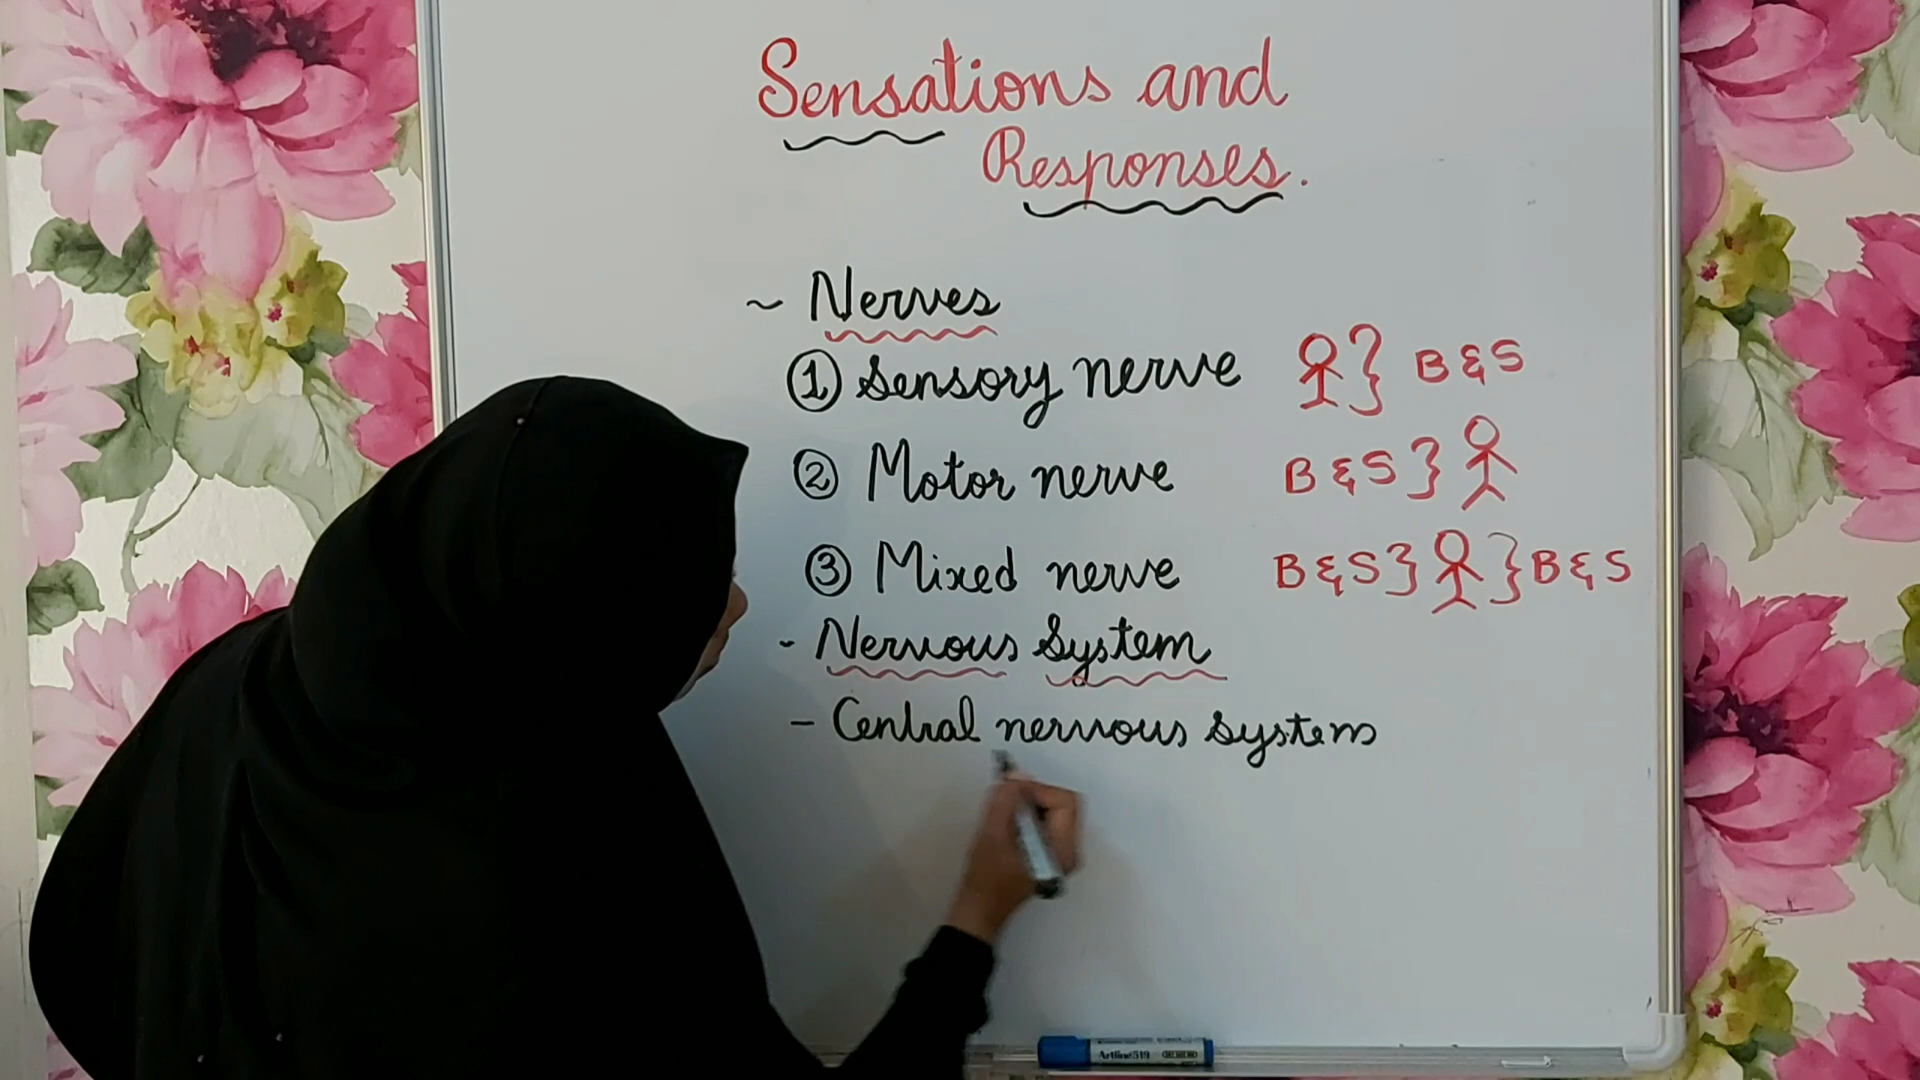 Sensations and
Responses.
~ Nerves
① Sensory nerve } B & S
② Motor nerve B & S }
③ Mixed nerve B & S } } B & S
- Nervous System
- Central nervous system
Artline 519